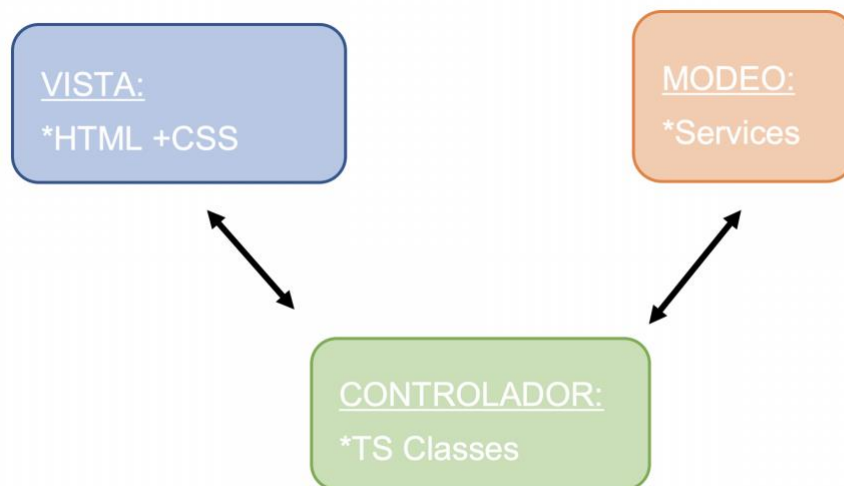 VISTA:
*HTML +CSS
MODEO:
*Services
CONTROLADOR:
*TS Classes